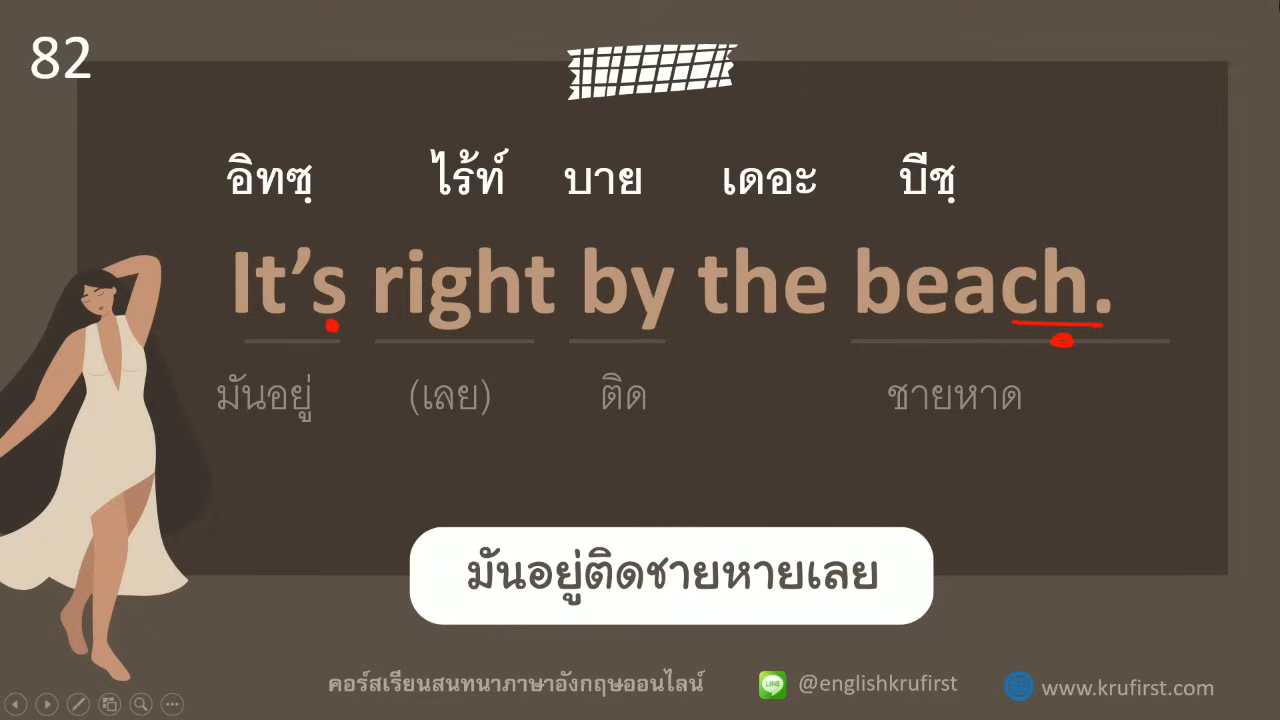 82
อิทซฺ ไร้ท์ บาย เดอะ บีชฺ
It's right by the beach.
มันอยู่ (เลย) ติด ชายหาด
มันอยู่ติดชายหายเลย
คอร์สเรียนสนทนาภาษาอังกฤษออนไลน์ LINE @englishkrufirst www.krufirst.com